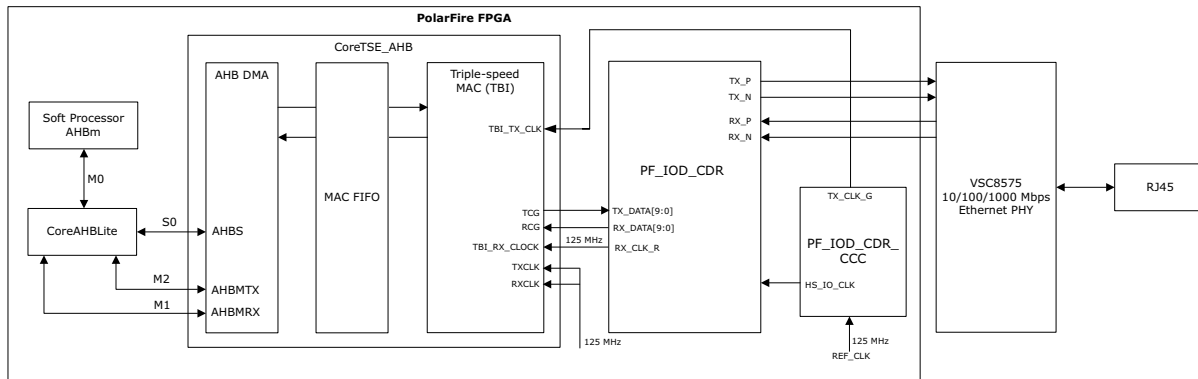 PolarFire FPGA
CoreTSE_AHB
AHB DMA
Triple-speed
MAC (TBI)
TBI_TX_CLK
MAC FIFO
Soft Processor
AHBm
M0
CoreAHBLite
S0
AHBS
M2
AHBMTX
M1
AHBMRX
TCG
RCG
TBI_RX_CLOCK
125 MHz
TXCLK
RXCLK
125 MHz
TX_P
TX_N
RX_P
RX_N
PF_IOD_CDR
TX_DATA[9:0]
RX_DATA[9:0]
RX_CLK_R
TX_CLK_G
PF_IOD_CDR_
CCC
HS_IO_CLK
125 MHz
REF_CLK
VSC8575
10/100/1000 Mbps
Ethernet PHY
RJ45